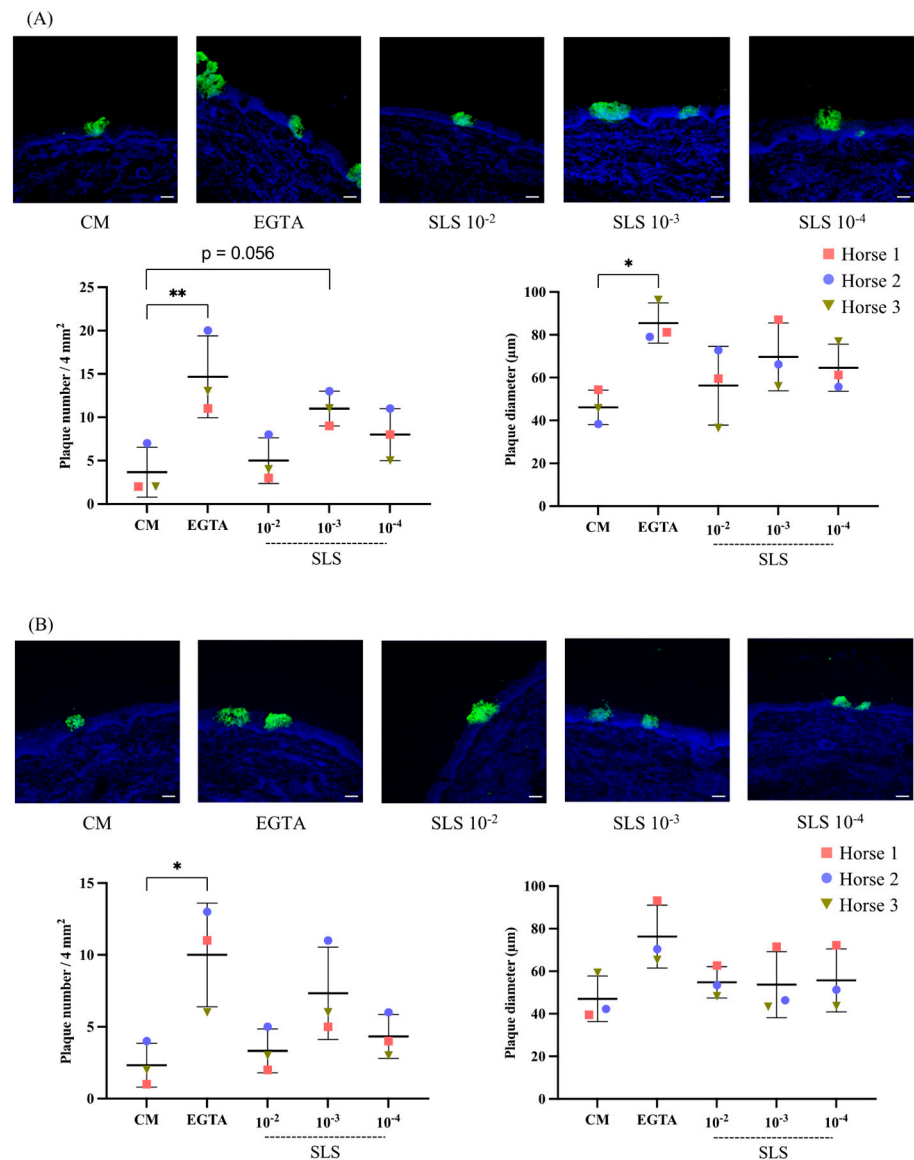 (A)
CM EGTA SLS 10⁻² SLS 10⁻³ SLS 10⁻⁴
p = 0.056
**
Plaque number / 4 mm²
25
20
15
10
5
0
CM EGTA 10⁻² 10⁻³ 10⁻⁴
SLS
Horse 1
Horse 2
Horse 3
*
Plaque diameter (μm)
100
80
60
40
20
0
CM EGTA 10⁻² 10⁻³ 10⁻⁴
SLS
(B)
CM EGTA SLS 10⁻² SLS 10⁻³ SLS 10⁻⁴
*
Plaque number / 4 mm²
15
10
5
0
CM EGTA 10⁻² 10⁻³ 10⁻⁴
SLS
Horse 1
Horse 2
Horse 3
Plaque diameter (μm)
100
80
60
40
20
0
CM EGTA 10⁻² 10⁻³ 10⁻⁴
SLS